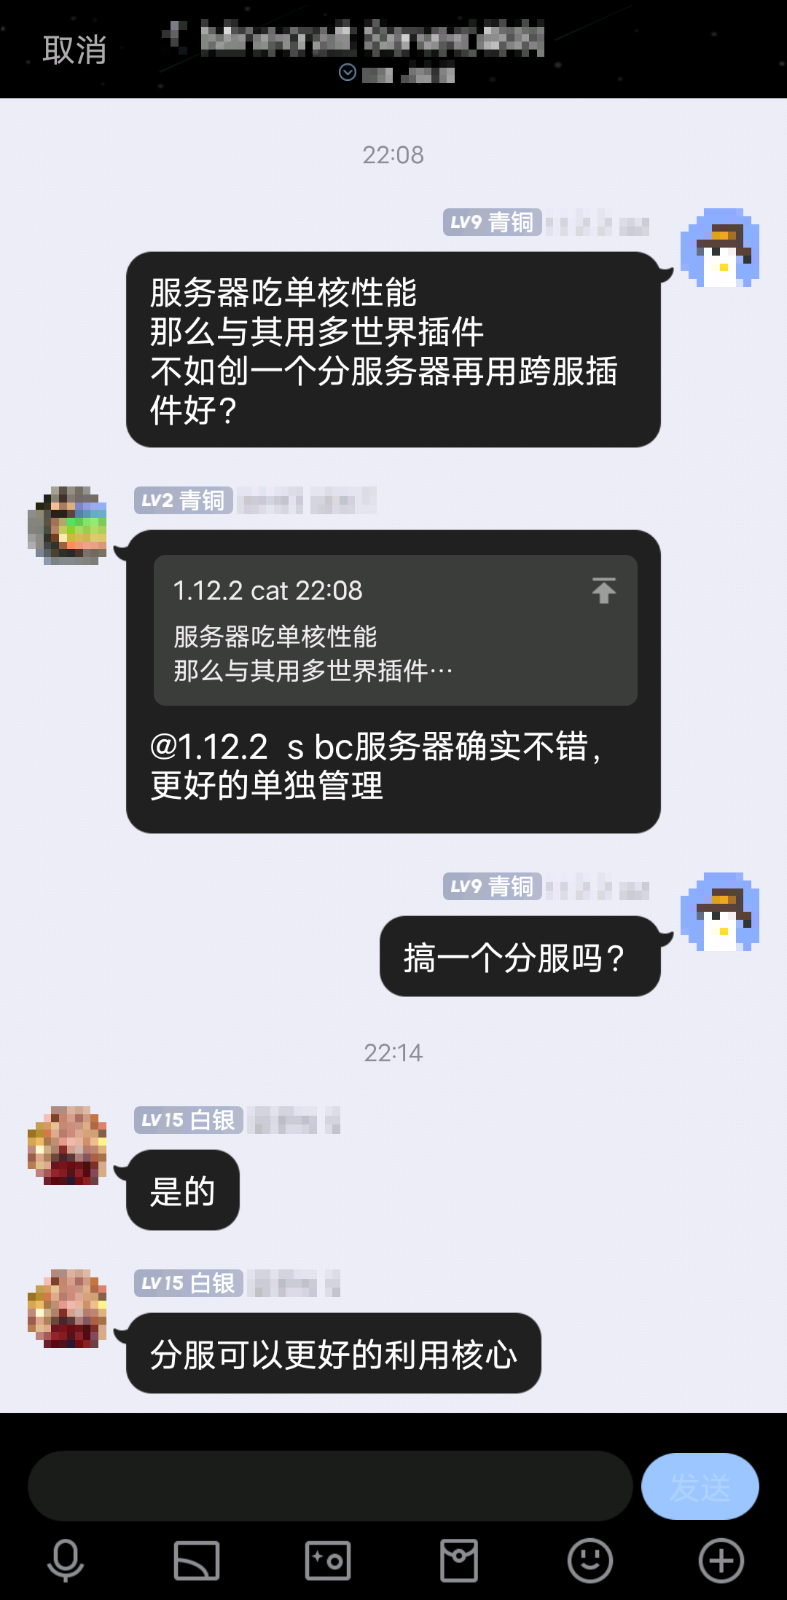 取消
22:08
LV9 青铜
服务器吃单核性能
那么与其用多世界插件
不如创一个分服务器再用跨服插
件好?
LV2 青铜
1.12.2 cat 22:08
服务器吃单核性能
那么与其用多世界插件…
@1.12.2 s bc服务器确实不错，
更好的单独管理
LV9 青铜
搞一个分服吗?
22:14
LV15 白银
是的
LV15 白银
分服可以更好的利用核心
发送